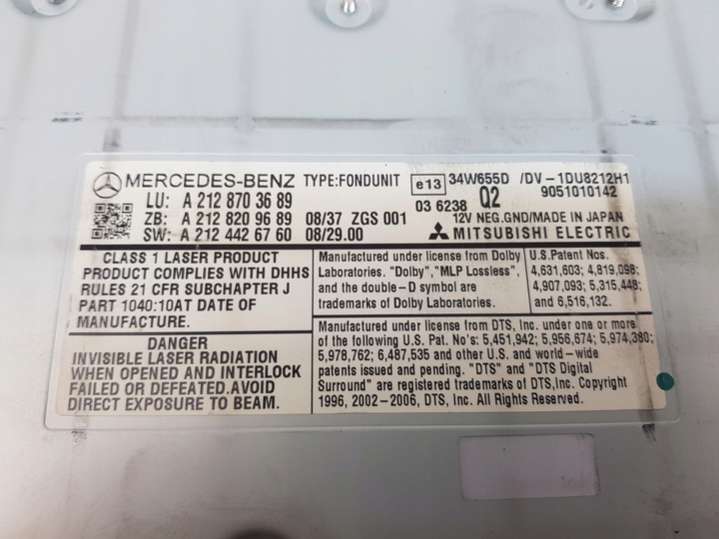 MERCEDES-BENZ TYPE:FONDUNIT e13 34W655D /DV-1DU8212H1
LU: A 212 870 36 89 03 6238 Q2 9051010142
ZB: A 212 820 96 89 08/37 ZGS 001 12V NEG.GND/MADE IN JAPAN
SW: A 212 442 67 60 08/29.00 MITSUBISHI ELECTRIC
CLASS 1 LASER PRODUCT
PRODUCT COMPLIES WITH DHHS
RULES 21 CFR SUBCHAPTER J
PART 1040:10AT DATE OF
MANUFACTURE.
Manufactured under license from Dolby
Laboratories. "Dolby","MLP Lossless",
and the double-D symbol are
trademarks of Dolby Laboratories.
U.S.Patent Nos.
4,631,603; 4,819,098;
4,907,093; 5,315,448;
and 6,516,132.
DANGER
INVISIBLE LASER RADIATION
WHEN OPENED AND INTERLOCK
FAILED OR DEFEATED.AVOID
DIRECT EXPOSURE TO BEAM.
Manufactured under license from DTS, Inc. under one or more
of the following U.S. Pat. No's: 5,451,942; 5,956,674; 5,974,380;
5,978,762; 6,487,535 and other U.S. and world-wide
patents issued and pending. "DTS" and "DTS Digital
Surround" are registered trademarks of DTS,Inc. Copyright
1996, 2002-2006, DTS, Inc. All Rights Reserved.